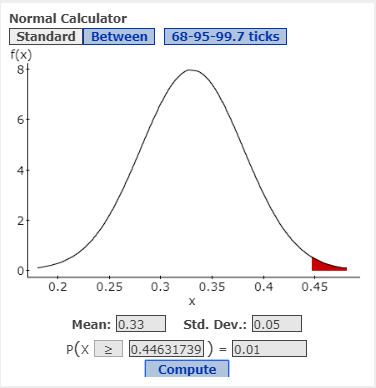 Normal Calculator
Standard Between 68-95-99.7 ticks
f(x)
8
6
4
2
0
0.2 0.25 0.3 0.35 0.4 0.45
x
Mean: 0.33 Std. Dev.: 0.05
P(X ≥ 0.44631739) = 0.01
Compute